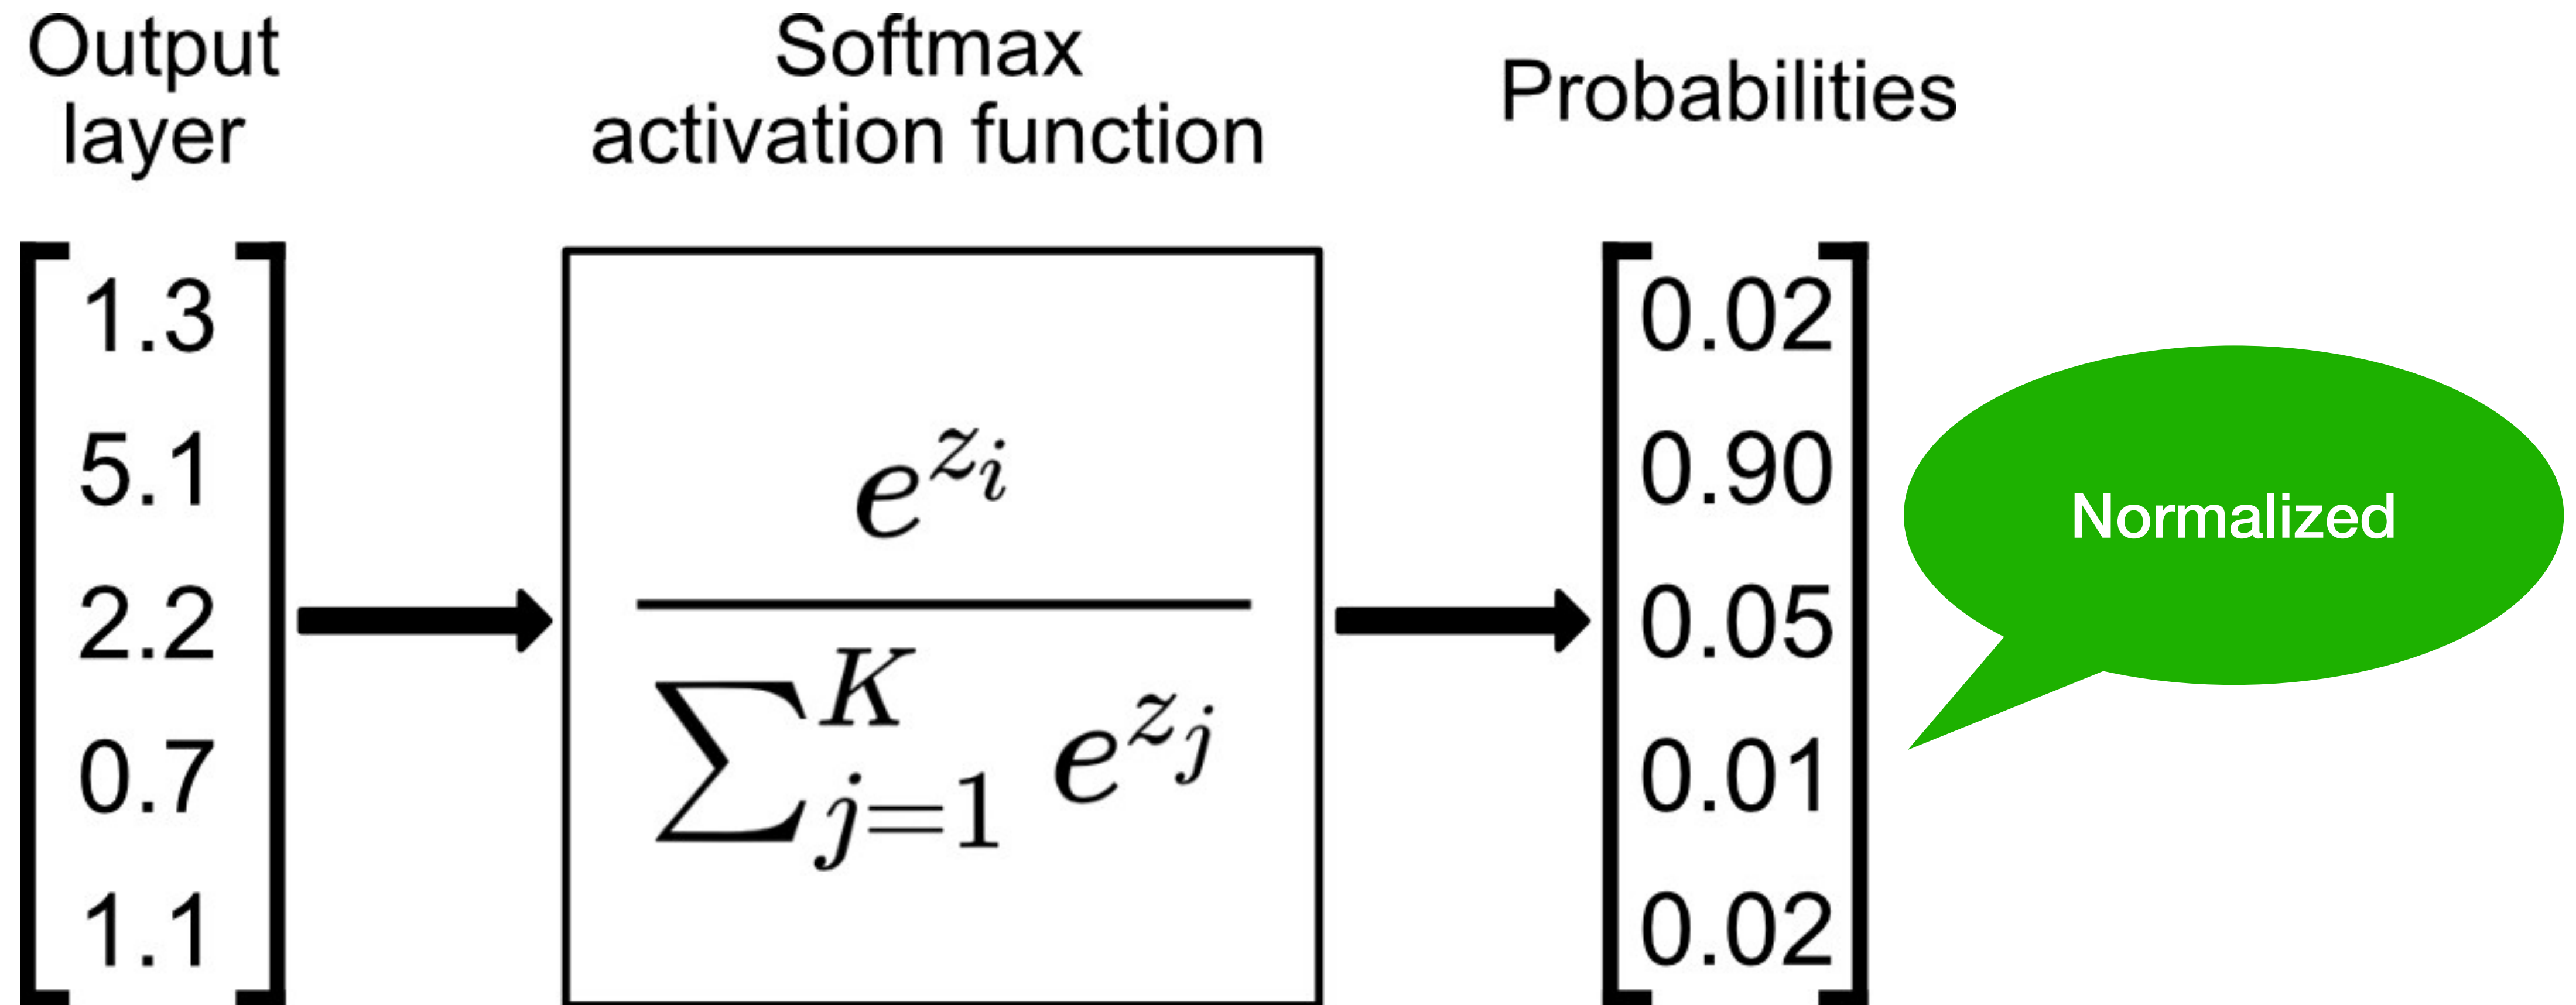 Output
layer
Softmax
activation function
Probabilities
1.3
5.1
2.2
0.7
1.1
e^{z_i}
∑_{j=1}^{K} e^{z_j}
0.02
0.90
0.05
0.01
0.02
Normalized